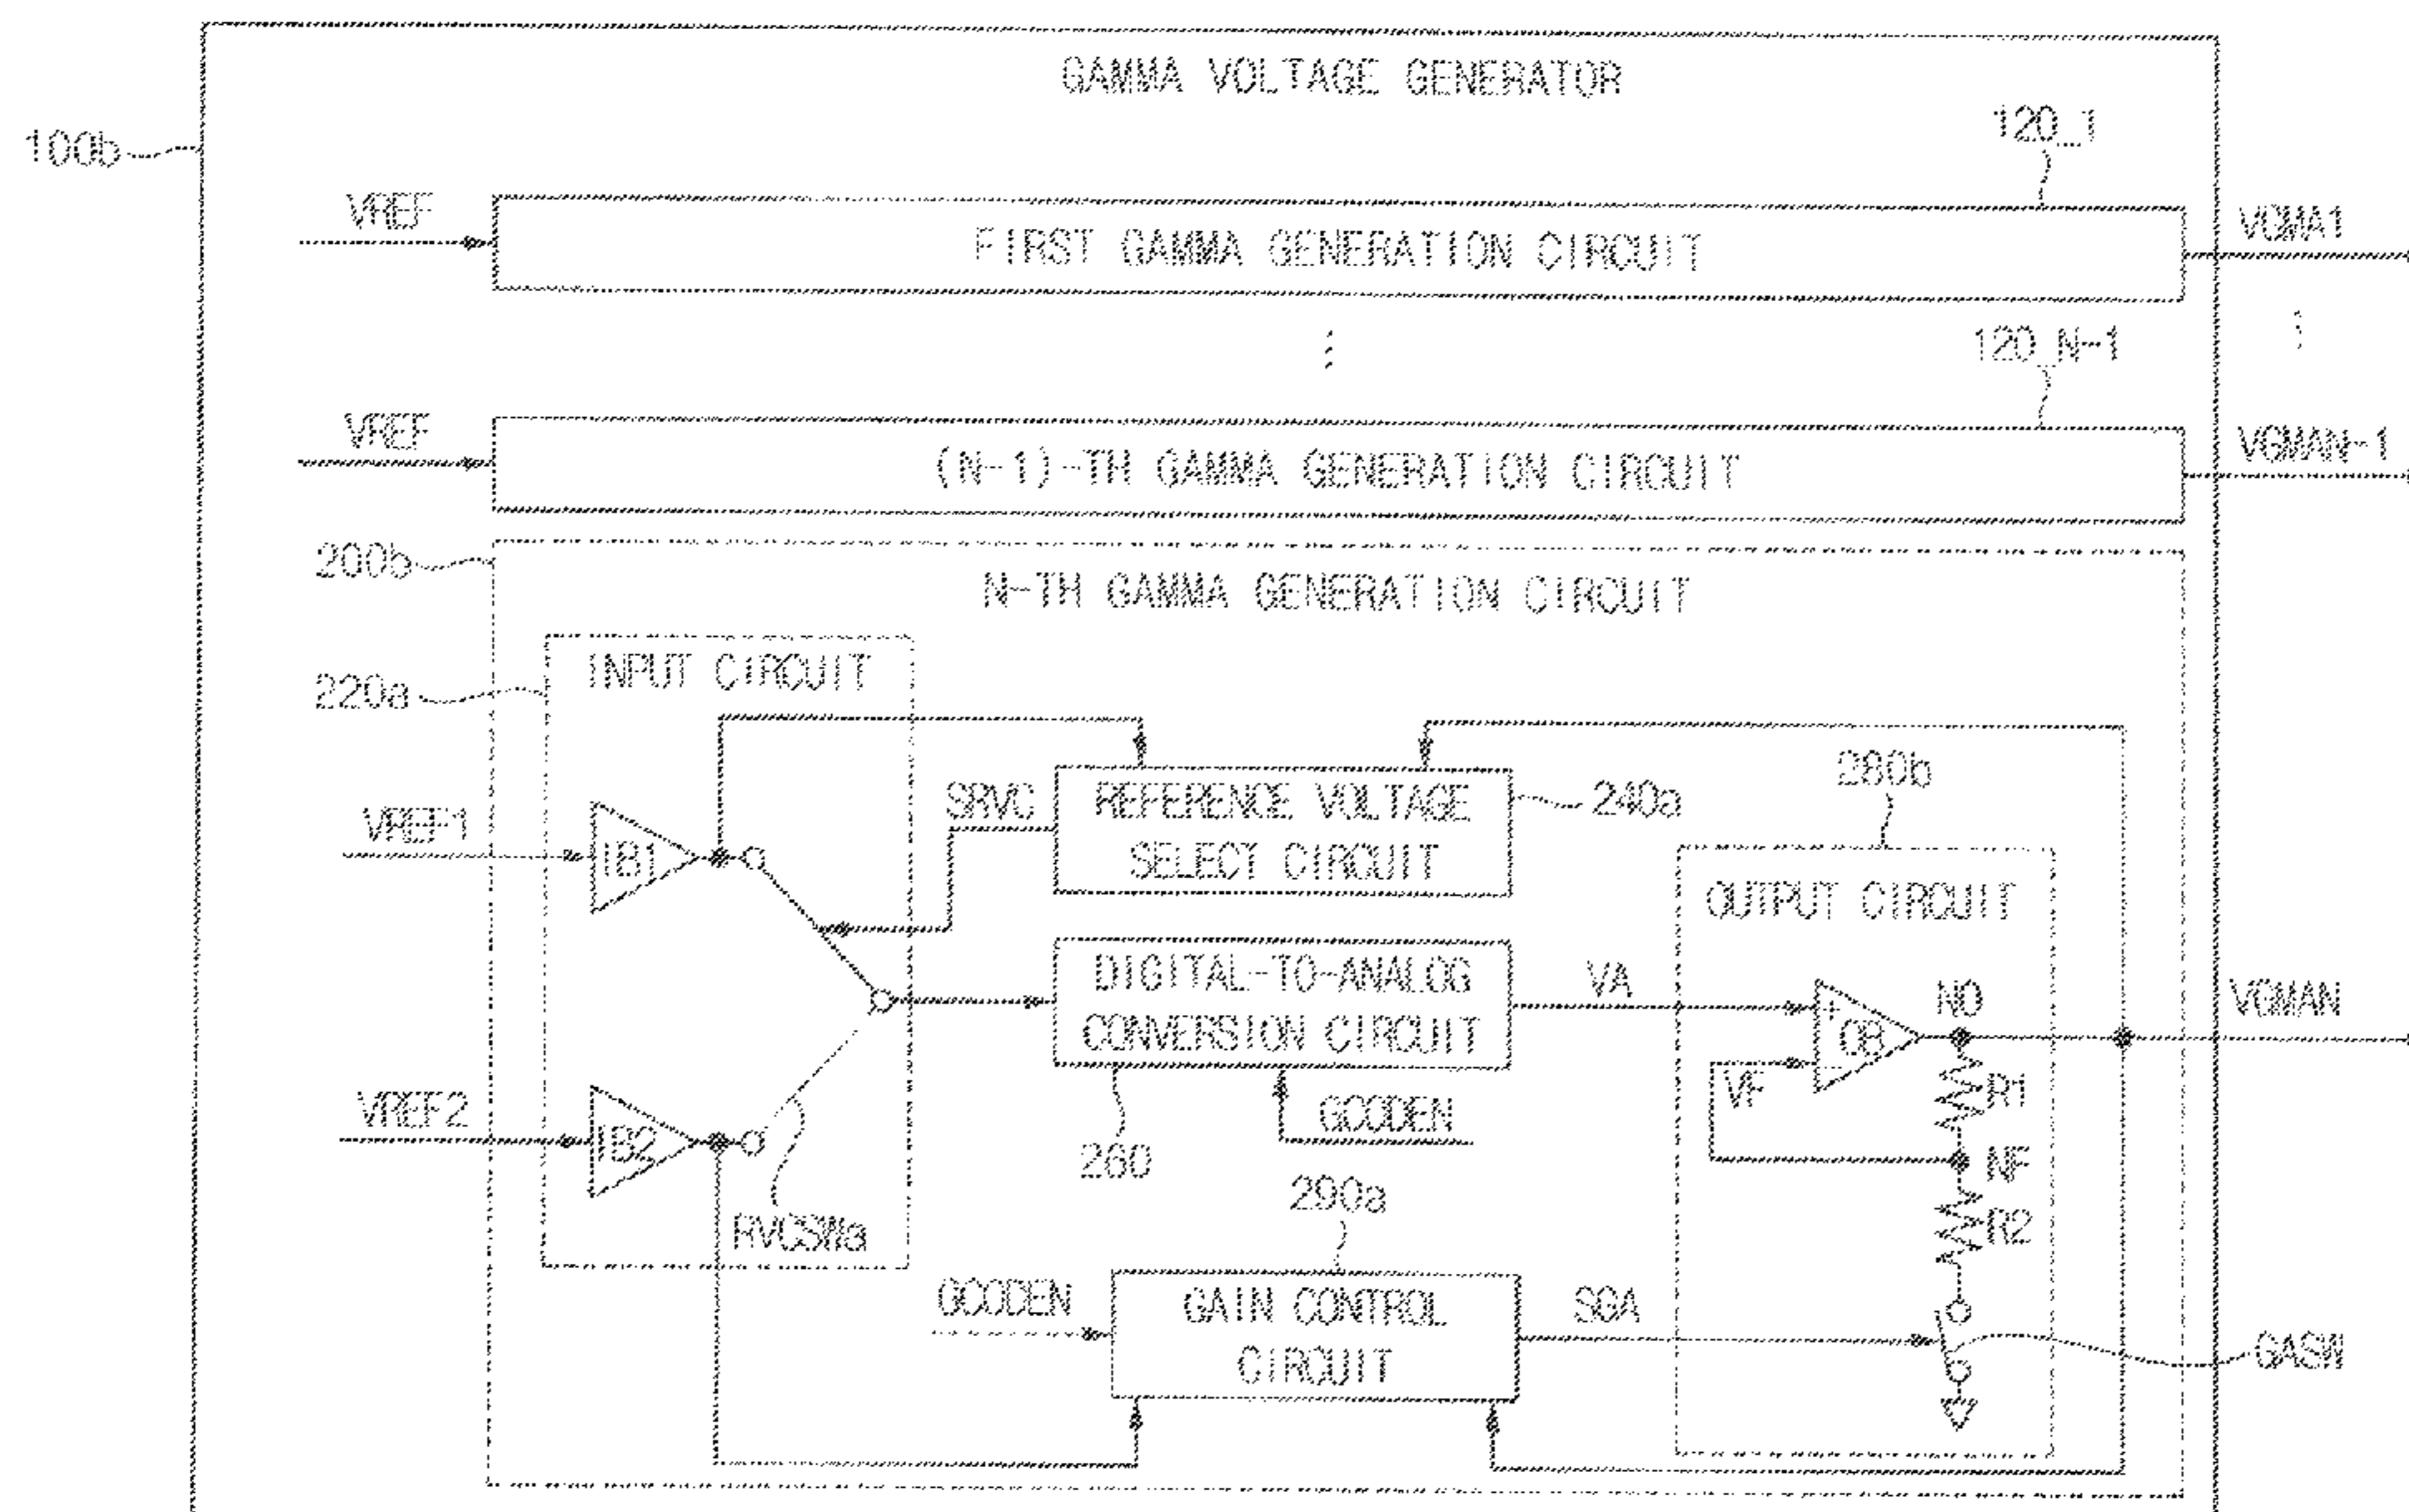 GAMMA VOLTAGE GENERATOR
100b
120_1
VREF
FIRST GAMMA GENERATION CIRCUIT
VGMA1
120_N-1
VREF
(N-1)-TH GAMMA GENERATION CIRCUIT
VGMAN-1
200b
N-TH GAMMA GENERATION CIRCUIT
220a
INPUT CIRCUIT
VREF1
IB1
SRVC
REFERENCE VOLTAGE
SELECT CIRCUIT
240a
280b
OUTPUT CIRCUIT
DIGITAL-TO-ANALOG
CONVERSION CIRCUIT
VA
+
OB
-
NO
VGMAN
VF
R1
VREF2
IB2
260
GCODEN
NF
R2
RVCSWa
290a
GCODEN
GAIN CONTROL
CIRCUIT
SGA
GASW